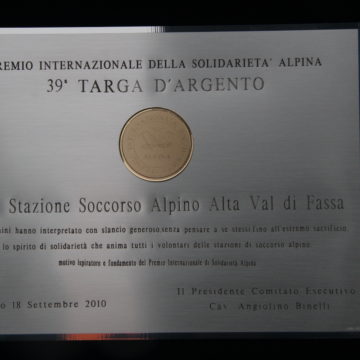 REMIO INTERNAZIONALE DELLA SOLIDARIETA' ALPINA
39ª TARGA D'ARGENTO
ALPINA
Stazione Soccorso Alpino Alta Val di Fassa
ini hanno interpretato con slancio generoso,senza pensare a se stessi fino all'estremo sacrificio,
lo spirito di solidarietà che anima tutti i volontari delle stazioni di soccorso alpino:
motivo ispiratore e fondamento del Premio Internazionale di Solidarietà Alpina
o 18 Settembre 2010
Il Presidente Comitato Esecutivo
Cav. Angiolino Binelli